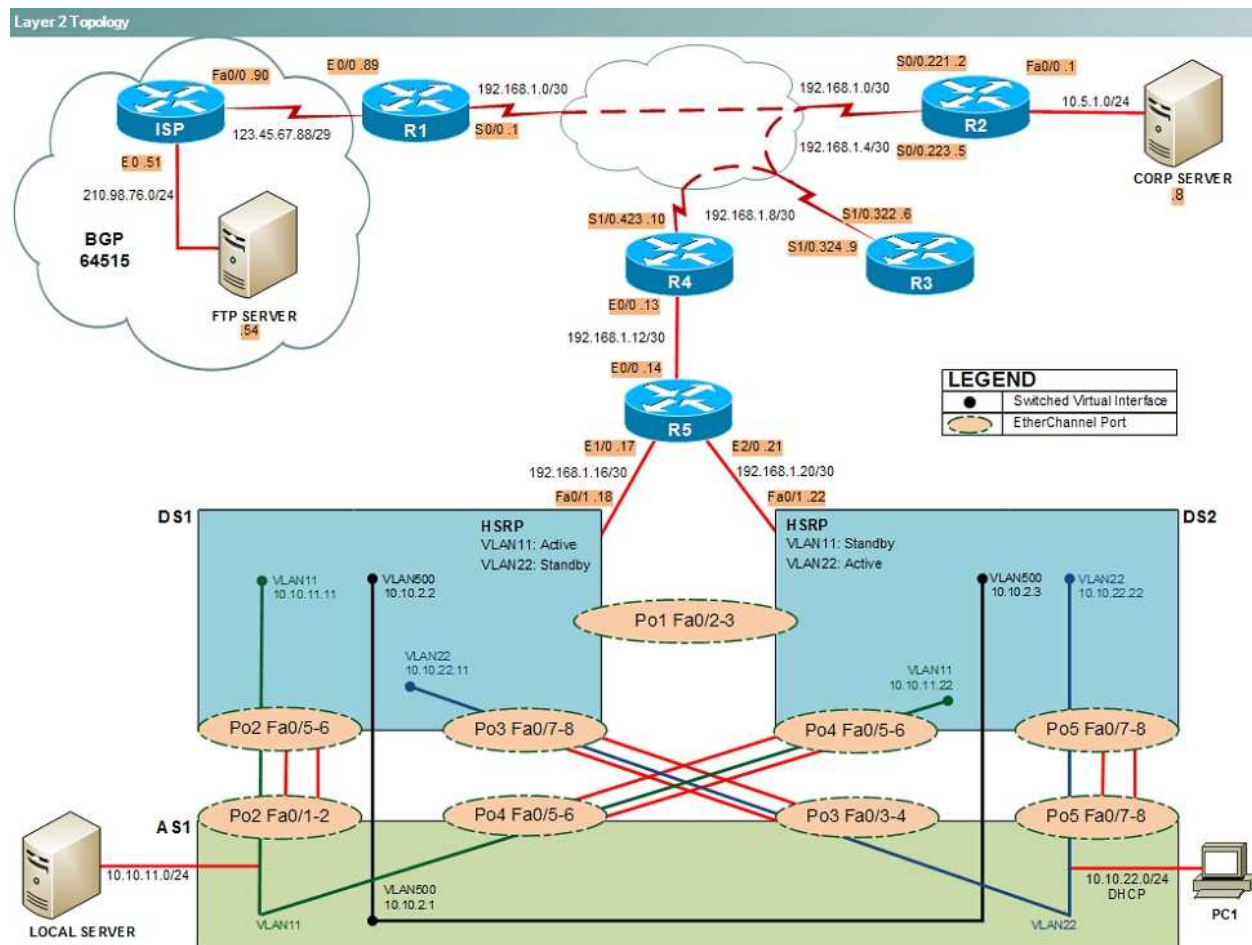 Layer 2 Topology
Fa0/0 .90
E0/0 .89
192.168.1.0/30
192.168.1.0/30
S0/0.221 .2
Fa0/0 .1
10.5.1.0/24
ISP
R1
R2
123.45.67.88/29
S0/0 .1
192.168.1.4/30
S0/0.223 .5
CORP SERVER
.8
E0 .51
210.98.76.0/24
BGP
64515
FTP SERVER
.54
S1/0.423 .10
192.168.1.8/30
S1/0.322 .6
S1/0.324 .9
R4
R3
E0/0 .13
192.168.1.12/30
E0/0 .14
R5
LEGEND
Switched Virtual Interface
EtherChannel Port
E1/0 .17
E2/0 .21
192.168.1.16/30
192.168.1.20/30
Fa0/1 .18
Fa0/1 .22
DS1
DS2
HSRP
VLAN11: Active
VLAN22: Standby
HSRP
VLAN11: Standby
VLAN22: Active
VLAN11
10.10.11.11
VLAN500
10.10.2.2
VLAN500
10.10.2.3
VLAN22
10.10.22.22
Po1 Fa0/2-3
VLAN22
10.10.22.11
VLAN11
10.10.11.22
Po2 Fa0/5-6
Po3 Fa0/7-8
Po4 Fa0/5-6
Po5 Fa0/7-8
AS1
Po2 Fa0/1-2
Po4 Fa0/5-6
Po3 Fa0/3-4
Po5 Fa0/7-8
10.10.11.0/24
LOCAL SERVER
VLAN11
VLAN500
10.10.2.1
VLAN22
10.10.22.0/24
DHCP
PC1